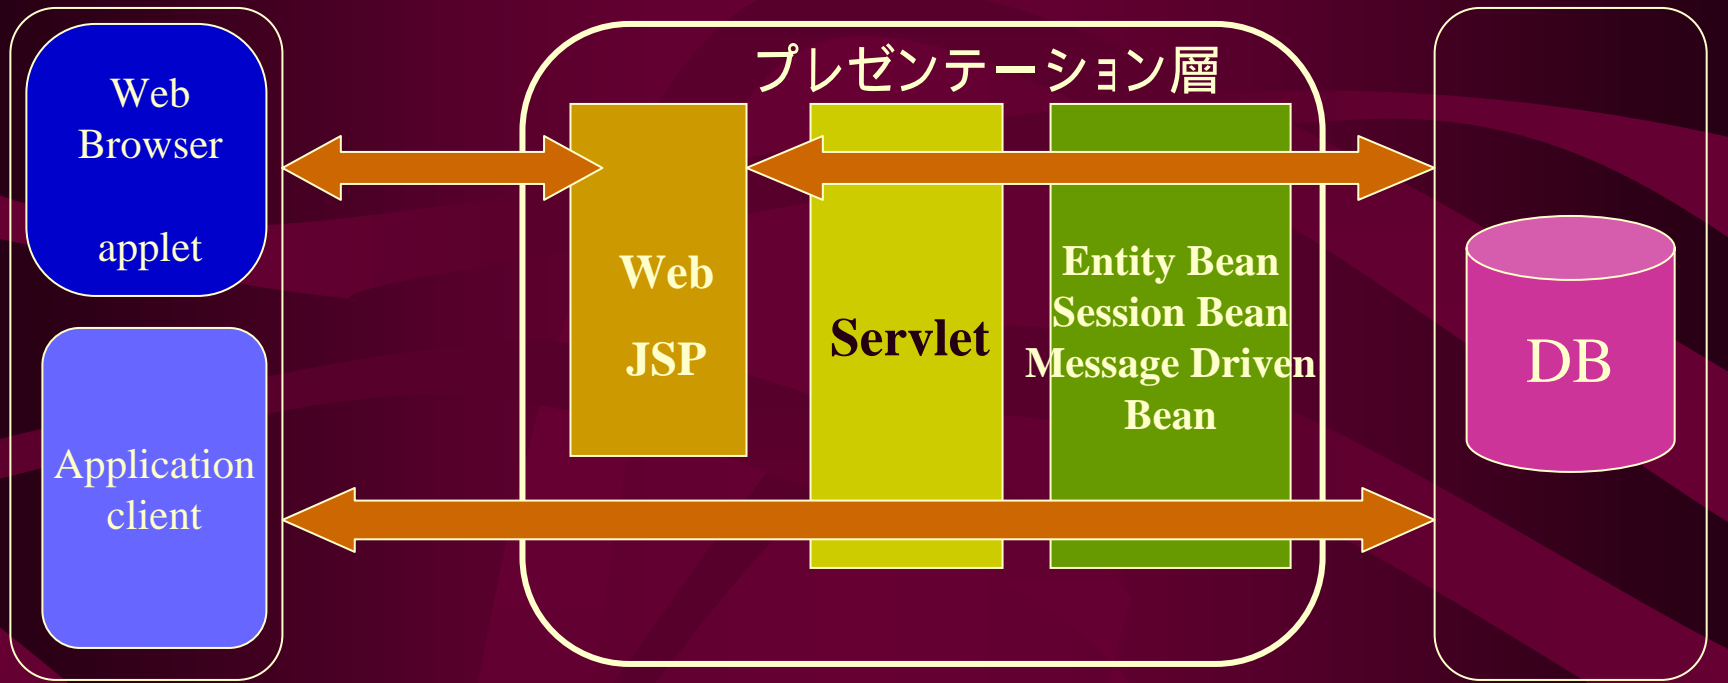 Web
Browser
applet
Application
client
プレゼンテーション層
Web
JSP
Servlet
Entity Bean
Session Bean
Message Driven
Bean
DB